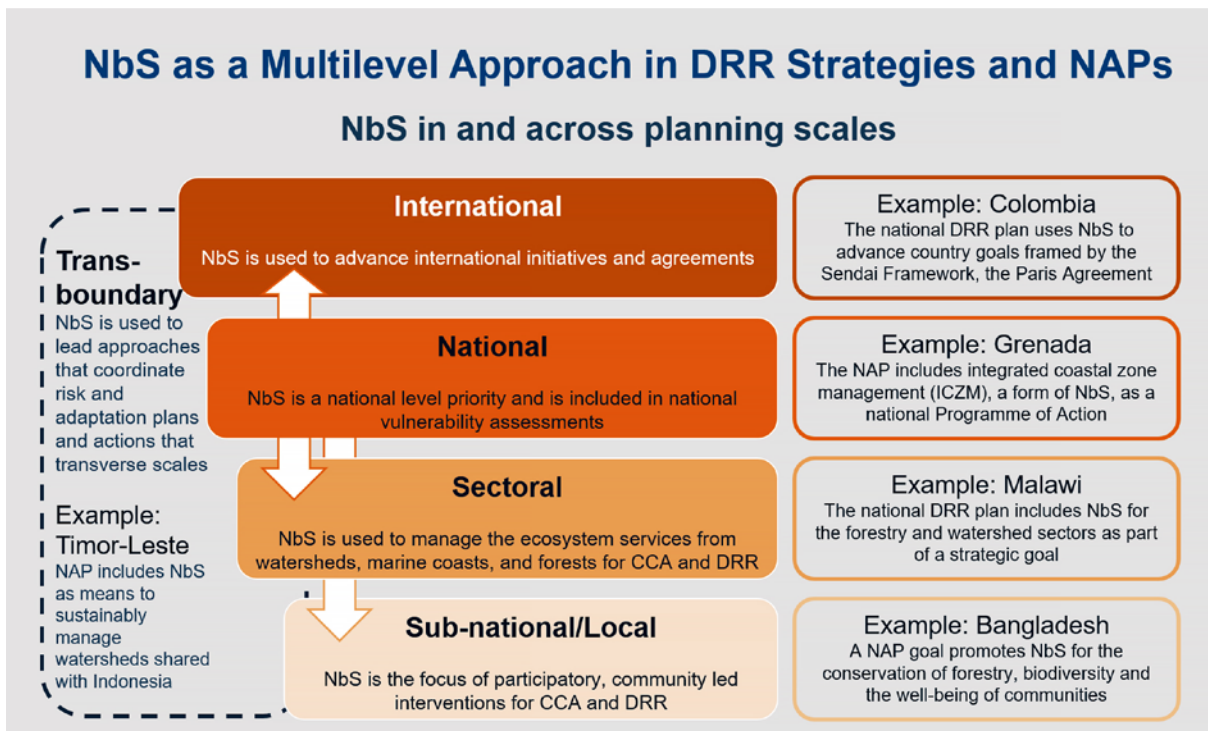 NbS as a Multilevel Approach in DRR Strategies and NAPs
NbS in and across planning scales
Trans-
boundary
NbS is used to
lead approaches
that coordinate
risk and
adaptation plans
and actions that
transverse scales
Example:
Timor-Leste
NAP includes NbS
as means to
sustainably
manage
watersheds shared
with Indonesia
International
NbS is used to advance international initiatives and agreements
Example: Colombia
The national DRR plan uses NbS to
advance country goals framed by the
Sendai Framework, the Paris Agreement
National
NbS is a national level priority and is included in national
vulnerability assessments
Example: Grenada
The NAP includes integrated coastal zone
management (ICZM), a form of NbS, as a
national Programme of Action
Sectoral
NbS is used to manage the ecosystem services from
watersheds, marine coasts, and forests for CCA and DRR
Example: Malawi
The national DRR plan includes NbS for
the forestry and watershed sectors as part
of a strategic goal
Sub-national/Local
NbS is the focus of participatory, community led
interventions for CCA and DRR
Example: Bangladesh
A NAP goal promotes NbS for the
conservation of forestry, biodiversity and
the well-being of communities